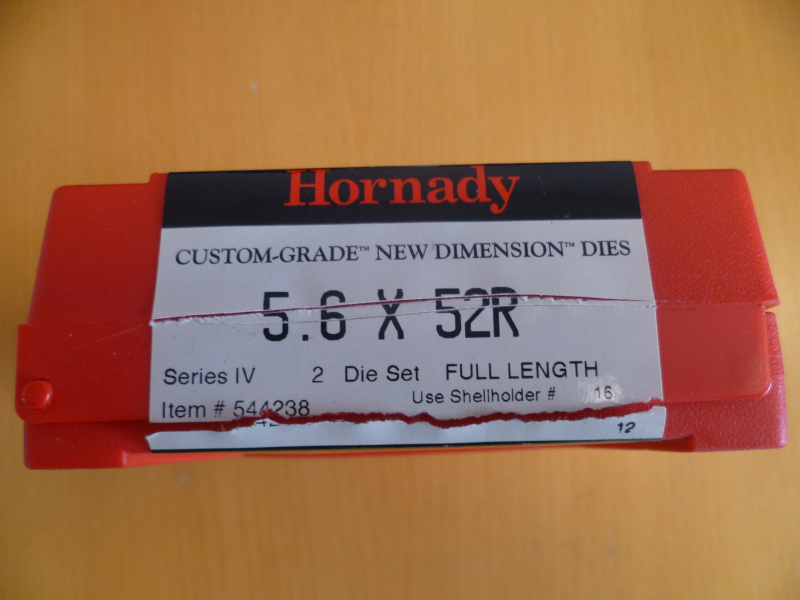 Hornady
CUSTOM-GRADE™ NEW DIMENSION™ DIES
5.6 X 52R
Series IV 2 Die Set FULL LENGTH
Use Shellholder # 16
Item # 544238
12